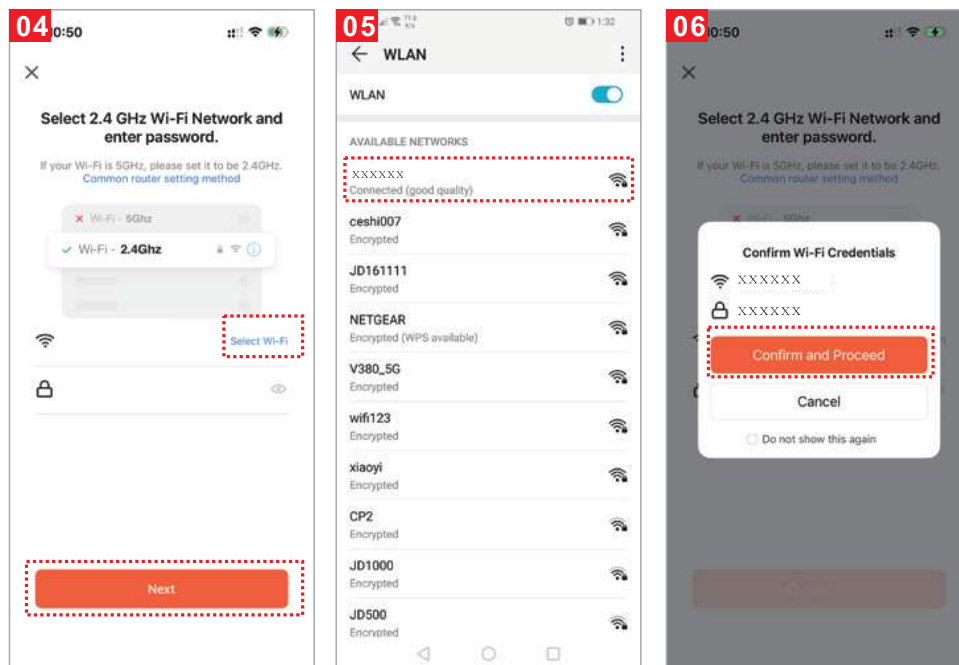 04
10:50
Select 2.4 GHz Wi-Fi Network and
enter password.
If your Wi-Fi is 5GHz, please set it to be 2.4GHz.
Common router setting method
Wi-Fi - 5Ghz
Wi-Fi - 2.4Ghz
Select Wi-Fi
Next
05
1:32
WLAN
WLAN
AVAILABLE NETWORKS
XXXXXX
Connected (good quality)
ceshi007
Encrypted
JD161111
Encrypted
NETGEAR
Encrypted (WPS available)
V380_5G
Encrypted
wifi123
Encrypted
xiaoyi
Encrypted
CP2
Encrypted
JD1000
Encrypted
JD500
Encrypted
06
0:50
Select 2.4 GHz Wi-Fi Network and
enter password.
If your Wi-Fi is 5GHz, please set it to be 2.4GHz.
Common router setting method
Wi-Fi - 5Ghz
Confirm Wi-Fi Credentials
XXXXXX
XXXXXX
Confirm and Proceed
Cancel
Do not show this again